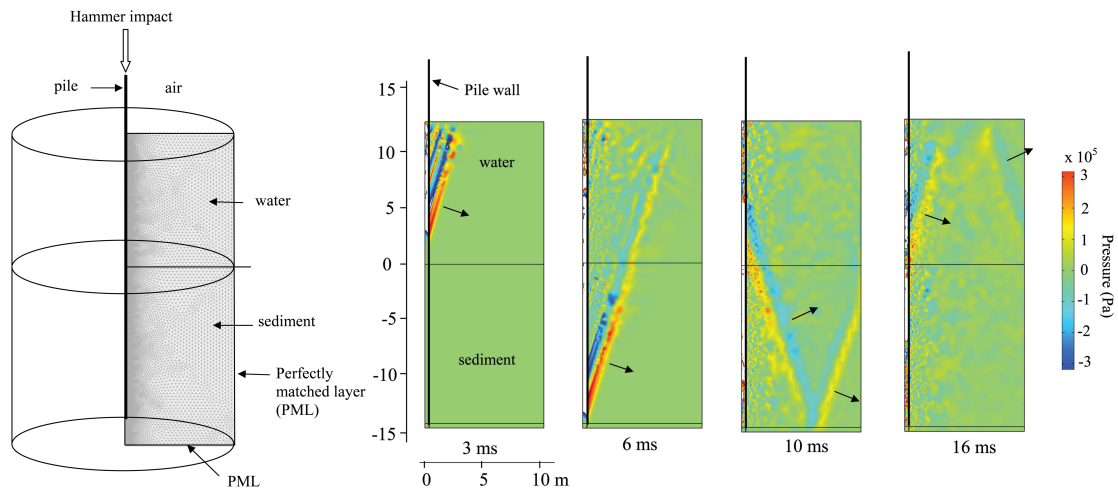 Hammer impact
pile
air
water
sediment
Perfectly
matched layer
(PML)
PML
15
10
5
0
-5
-10
-15
Pile wall
water
sediment
3 ms
6 ms
10 ms
16 ms
0
5
10 m
x 10⁵
3
2
1
0
-1
-2
-3
Pressure (Pa)